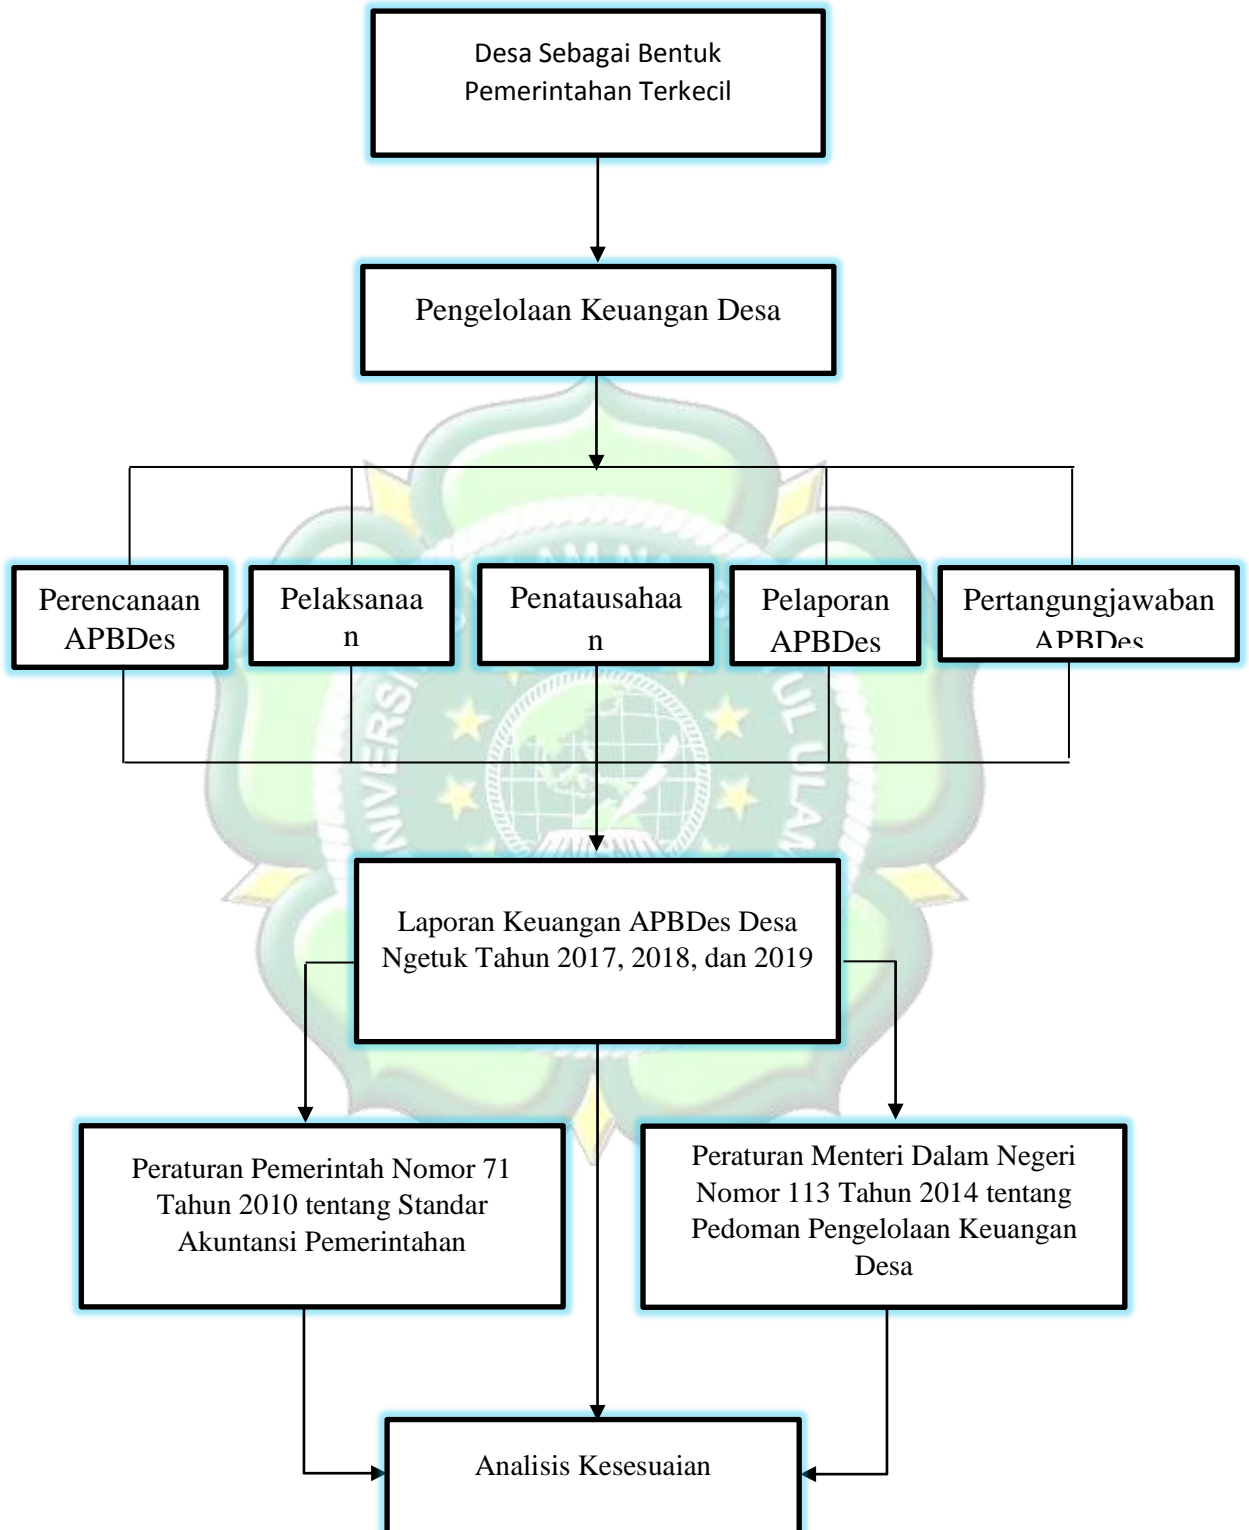 Desa Sebagai Bentuk
Pemerintahan Terkecil
Pengelolaan Keuangan Desa
Perencanaan
APBDes
Pelaksanaa
n
Penatausahaa
n
Pelaporan
APBDes
Pertangungjawaban
APBDes
Laporan Keuangan APBDes Desa
Ngetuk Tahun 2017, 2018, dan 2019
Peraturan Pemerintah Nomor 71
Tahun 2010 tentang Standar
Akuntansi Pemerintahan
Peraturan Menteri Dalam Negeri
Nomor 113 Tahun 2014 tentang
Pedoman Pengelolaan Keuangan
Desa
Analisis Kesesuaian